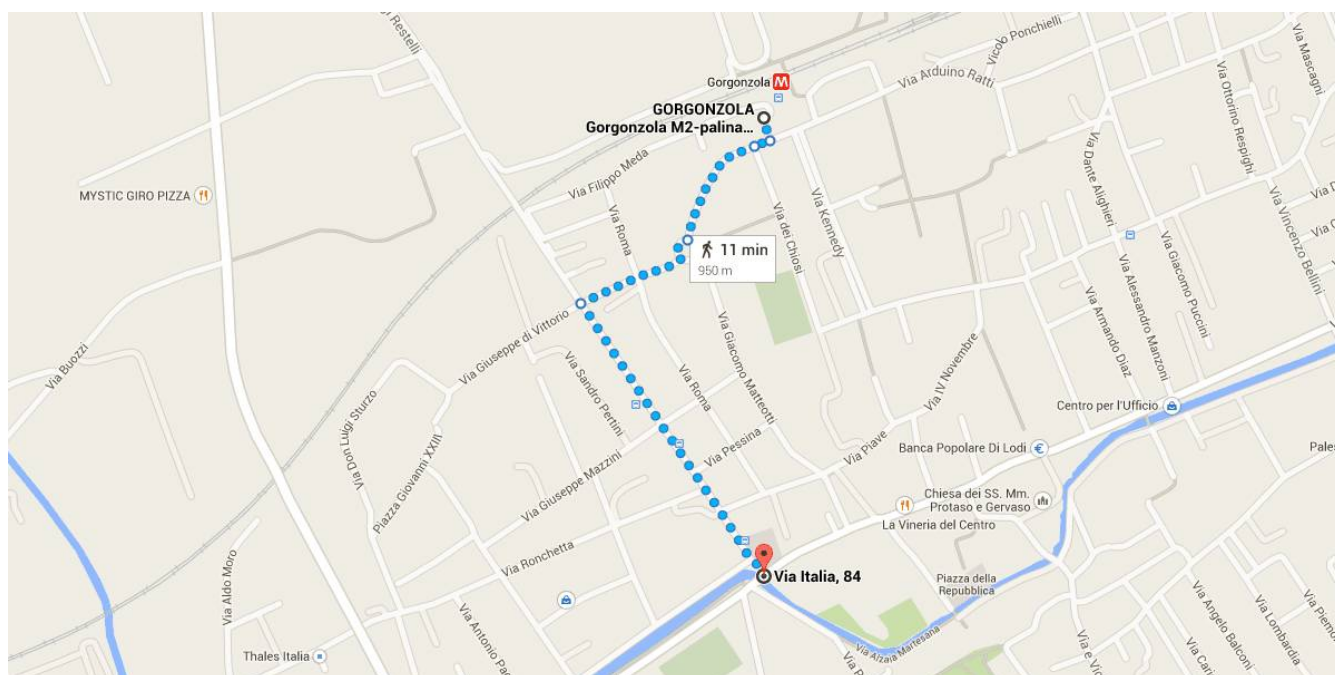 Restelli
Vicolo Ponchielli
Via Mascagni
Gorgonzola M
Via Arduino Ratti
GORGONZOLA
Gorgonzola M2-palina...
Via Ottorino Respighi
Via Filippo Meda
Via Dante Alighieri
MYSTIC GIRO PIZZA
Via Roma
Via dei Chiosi
Via Kennedy
Via Giacomo Puccini
Via Vincenzo Bellini
11 min
950 m
Via Alessandro Manzoni
Via Buozzi
Via Giuseppe di Vittorio
Via Armando Diaz
Via Sandro Pertini
Via Roma
Via Giacomo Matteotti
Via IV Novembre
Via Don Luigi Sturzo
Centro per l'Ufficio
Piazza Giovanni XXIII
Via Giuseppe Mazzini
Via Pessina
Via Piave
Banca Popolare Di Lodi €
Chiesa dei SS. Mm.
Protaso e Gervaso
La Vineria del Centro
Via Ronchetta
Via Italia, 84
Via Aldo Moro
Piazza della
Repubblica
Via Alzaia Martesana
Thales Italia
Via Antonio
Via Angelo Balconi
Via Lombardia